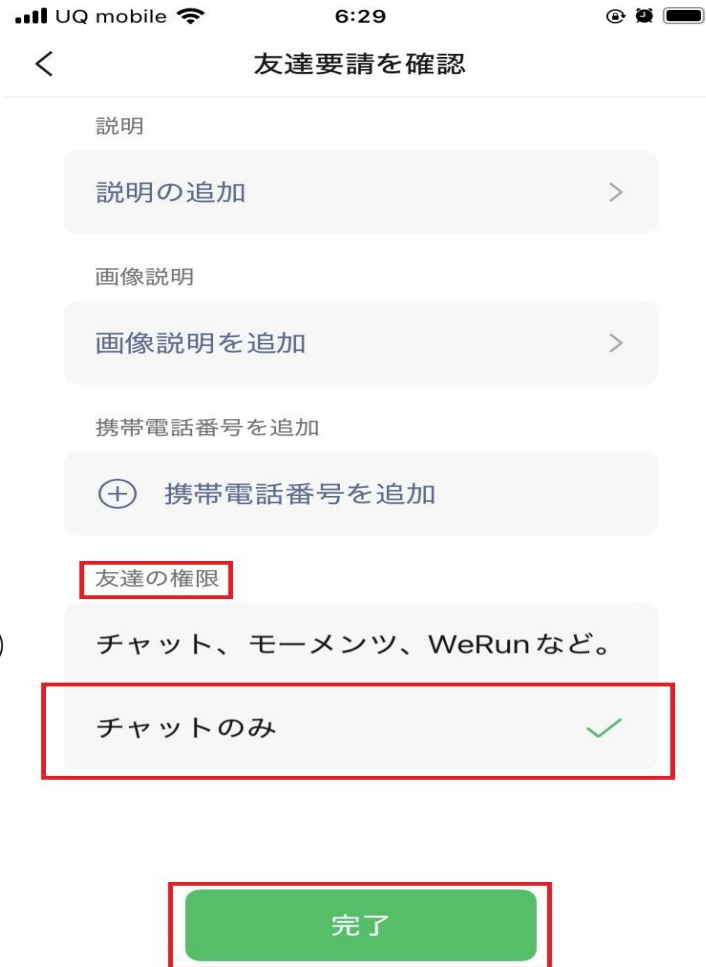 UQ mobile 6:29
友達要請を確認
説明
説明の追加
画像説明
画像説明を追加
携帯電話番号を追加
携帯電話番号を追加
友達の権限
)
チャット、モーメンツ、WeRunなど。
チャットのみ
完了